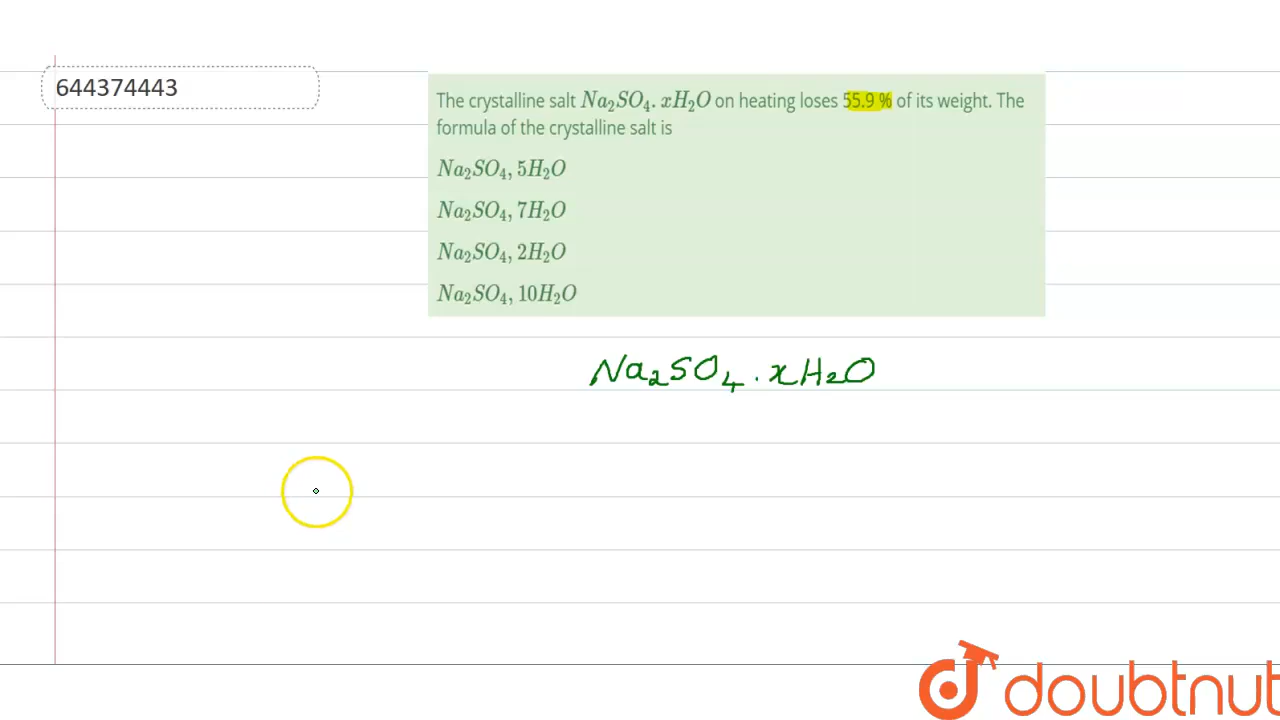 644374443
The crystalline salt Na₂SO₄.xH₂O on heating loses 55.9 % of its weight. The
formula of the crystalline salt is
Na₂SO₄, 5H₂O
Na₂SO₄, 7H₂O
Na₂SO₄, 2H₂O
Na₂SO₄, 10H₂O
Na₂SO₄.xH₂O
doubtnut